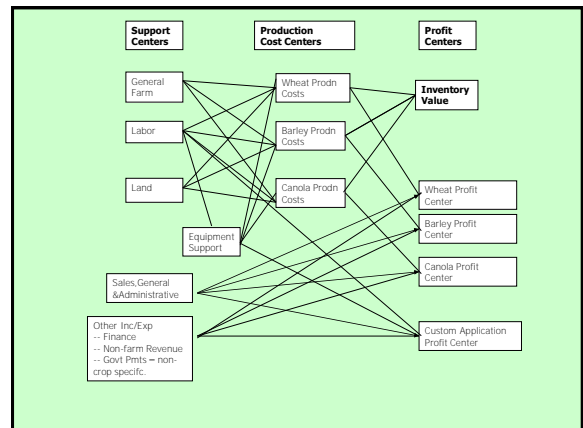 Support
Centers
Production
Cost Centers
Profit
Centers
General
Farm
Wheat Prodn
Costs
Inventory
Value
Labor
Barley Prodn
Costs
Land
Canola Prodn
Costs
Wheat Profit
Center
Barley Profit
Center
Equipment
Support
Canola Profit
Center
Sales,General
&Administrative
Other Inc/Exp
-- Finance
-- Non-farm Revenue
-- Govt Pmts – non-
crop specifc.
Custom Application
Profit Center